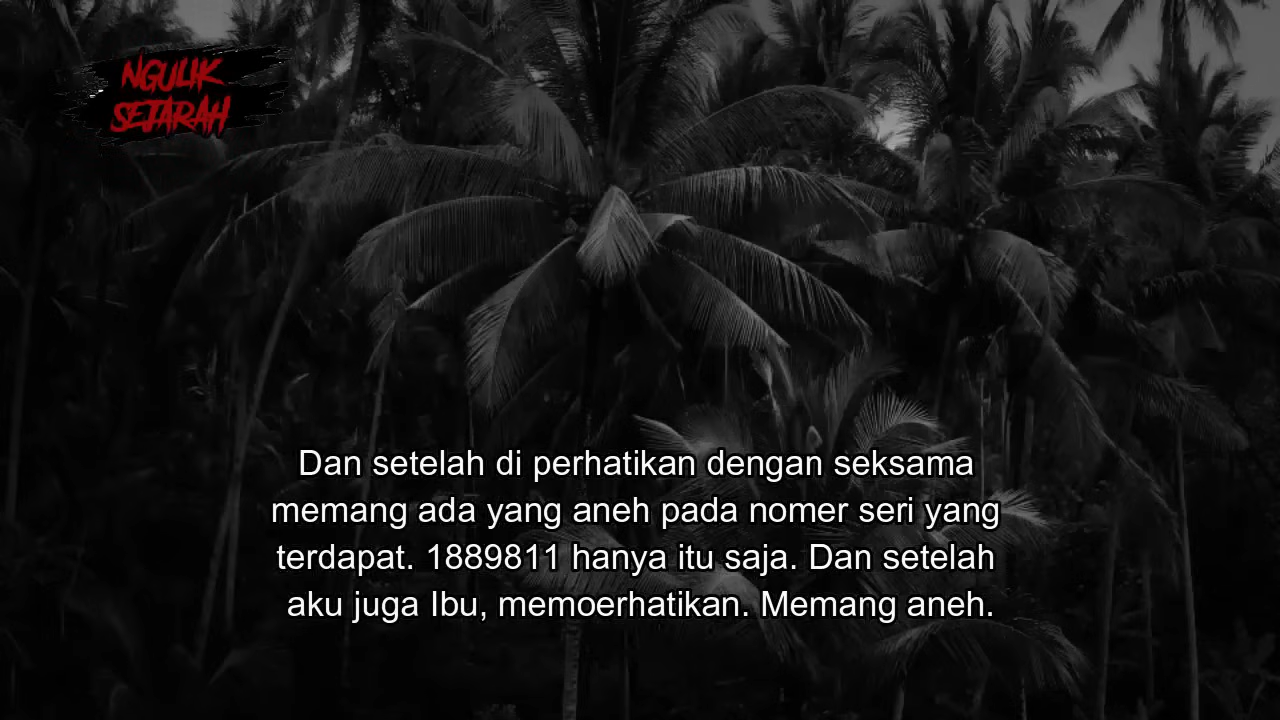 NGULIK
SEJARAH
Dan setelah di perhatikan dengan seksama
memang ada yang aneh pada nomer seri yang
terdapat. 1889811 hanya itu saja. Dan setelah
aku juga Ibu, memoerhatikan. Memang aneh.